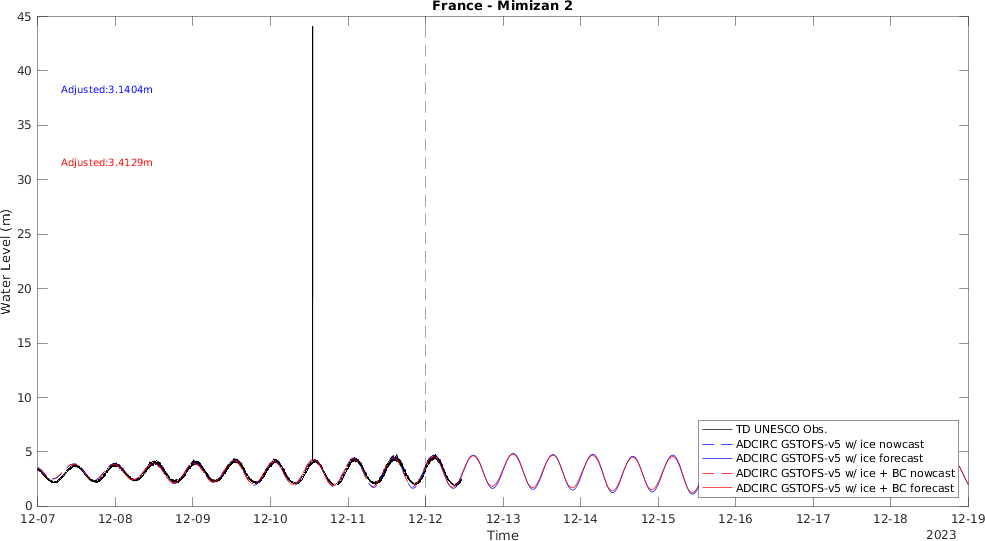 France - Mimizan 2
45
40
35
30
25
20
15
10
5
0
Water Level (m)
Adjusted:3.1404m
Adjusted:3.4129m
TD UNESCO Obs.
ADCIRC GSTOFS-v5 w/ ice nowcast
ADCIRC GSTOFS-v5 w/ ice forecast
ADCIRC GSTOFS-v5 w/ ice + BC nowcast
ADCIRC GSTOFS-v5 w/ ice + BC forecast
12-07 12-08 12-09 12-10 12-11 12-12 12-13 12-14 12-15 12-16 12-17 12-18 12-19
Time
2023